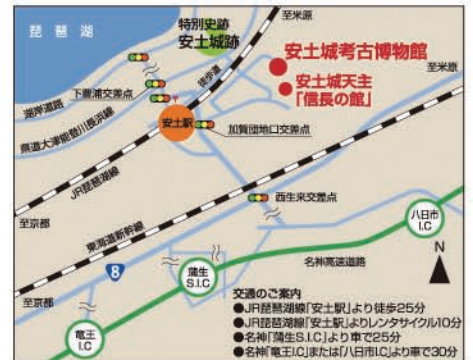 琵琶湖
特別史跡
安土城跡
至米原
安土城考古博物館
至米原
安土城天主
「信長の館」
下豊浦交差点
徒歩道
湖岸道路
県道大津能登川長浜線
安土駅
加賀団地口交差点
JR琵琶湖線
西生来交差点
至京都
東海道新幹線
八日市
I.C
N
8
蒲生
S.I.C
名神高速道路
至京都
竜王
I.C
交通のご案内
●JR琵琶湖線「安土駅」より徒歩25分
●JR琵琶湖線「安土駅」よりレンタサイクル10分
●名神「蒲生S.I.C」より車で25分
●名神「竜王I.C」または「八日市I.C」より車で30分